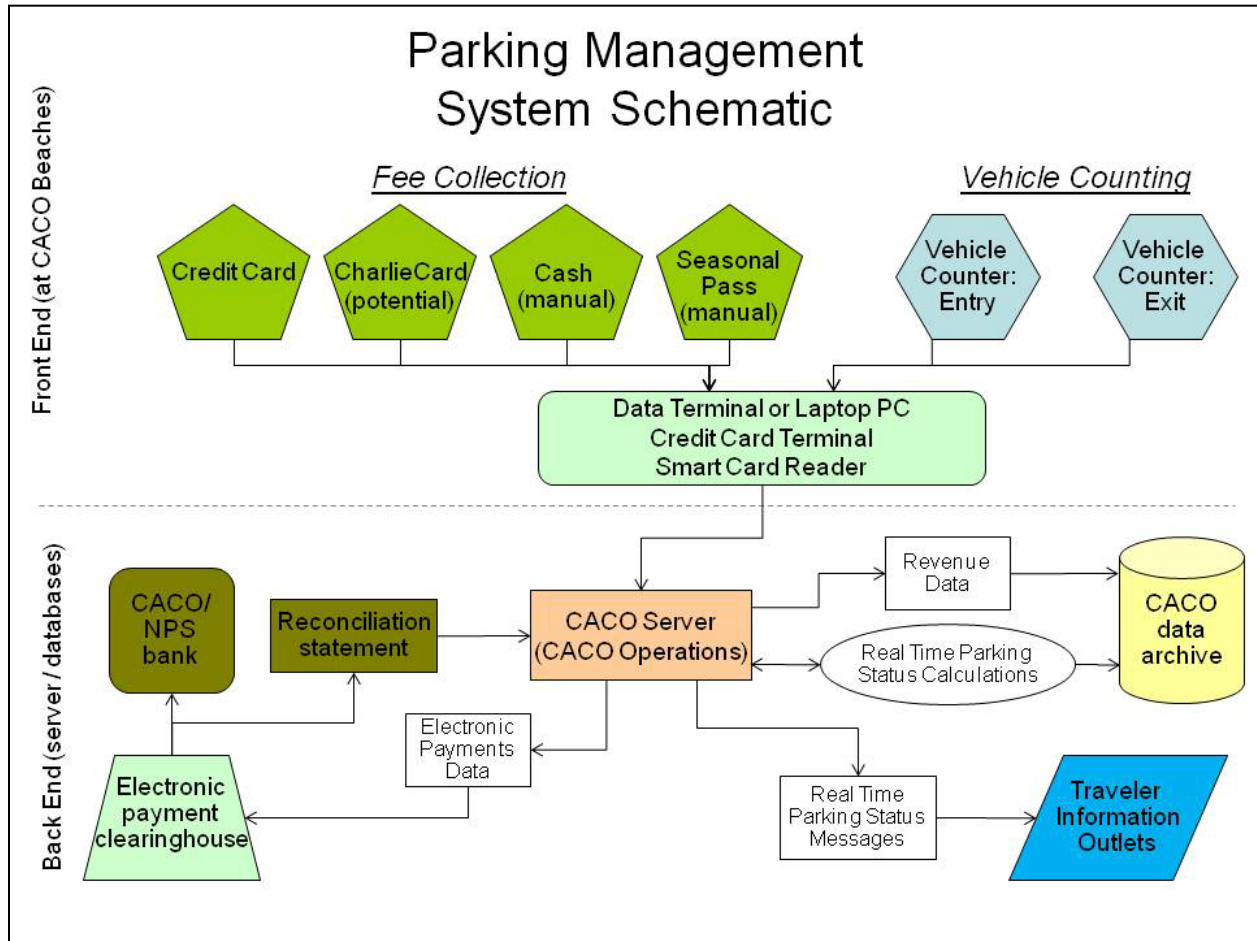 Parking Management
System Schematic
Front End (at CACO Beaches)
Fee Collection
Vehicle Counting
Credit Card
CharlieCard
(potential)
Cash
(manual)
Seasonal
Pass
(manual)
Vehicle
Counter:
Entry
Vehicle
Counter:
Exit
Data Terminal or Laptop PC
Credit Card Terminal
Smart Card Reader
Back End (server / databases)
CACO/
NPS
bank
Reconciliation
statement
CACO Server
(CACO Operations)
Revenue
Data
Real Time Parking
Status Calculations
CACO
data
archive
Electronic
Payments
Data
Electronic
payment
clearinghouse
Real Time
Parking Status
Messages
Traveler
Information
Outlets